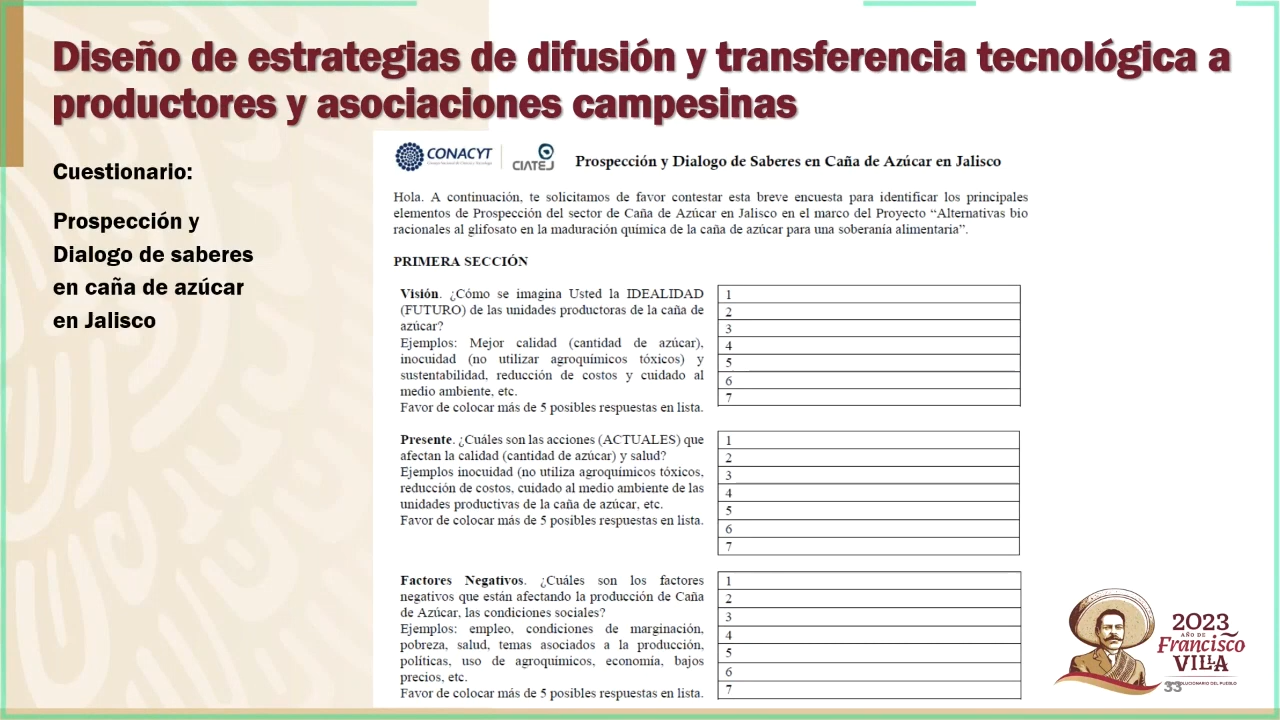 Diseño de estrategias de difusión y transferencia tecnológica a
productores y asociaciones campesinas
Cuestionario:
Prospección y
Dialogo de saberes
en caña de azúcar
en Jalisco
CONACYT
CIATEJ
Prospección y Dialogo de Saberes en Caña de Azúcar en Jalisco
Hola. A continuación, te solicitamos de favor contestar esta breve encuesta para identificar los principales
elementos de Prospección del sector de Caña de Azúcar en Jalisco en el marco del Proyecto “Alternativas bio
racionales al glifosato en la maduración química de la caña de azúcar para una soberanía alimentaria”.
PRIMERA SECCIÓN
Visión. ¿Cómo se imagina Usted la IDEALIDAD
(FUTURO) de las unidades productoras de la caña de
azúcar?
Ejemplos: Mejor calidad (cantidad de azúcar),
inocuidad (no utilizar agroquímicos tóxicos) y
sustentabilidad, reducción de costos y cuidado al
medio ambiente, etc.
Favor de colocar más de 5 posibles respuestas en lista.
1
2
3
4
5
6
7
Presente. ¿Cuáles son las acciones (ACTUALES) que
afectan la calidad (cantidad de azúcar) y salud?
Ejemplos inocuidad (no utiliza agroquímicos tóxicos,
reducción de costos, cuidado al medio ambiente de las
unidades productivas de la caña de azúcar, etc.
Favor de colocar más de 5 posibles respuestas en lista.
1
2
3
4
5
6
7
Factores Negativos. ¿Cuáles son los factores
negativos que están afectando la producción de Caña
de Azúcar, las condiciones sociales?
Ejemplos: empleo, condiciones de marginación,
pobreza, salud, temas asociados a la producción,
políticas, uso de agroquímicos, economía, bajos
precios, etc.
Favor de colocar más de 5 posibles respuestas en lista.
1
2
3
4
5
6
7
2023
AÑO DE
Francisco
VILLA
33